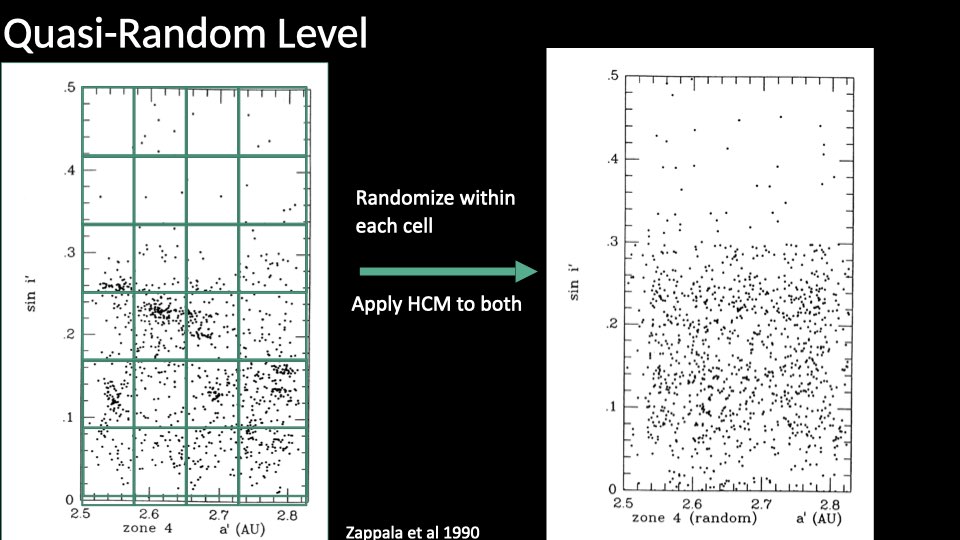 Quasi-Random Level
.5
.4
.3
.2
.1
0
sin i'
2.5
2.6
2.7
2.8
zone 4
a' (AU)
Randomize within
each cell
Apply HCM to both
Zappala et al 1990
.5
.4
.3
.2
.1
0
sin i'
2.5
2.6
2.7
2.8
zone 4 (random)
a' (AU)